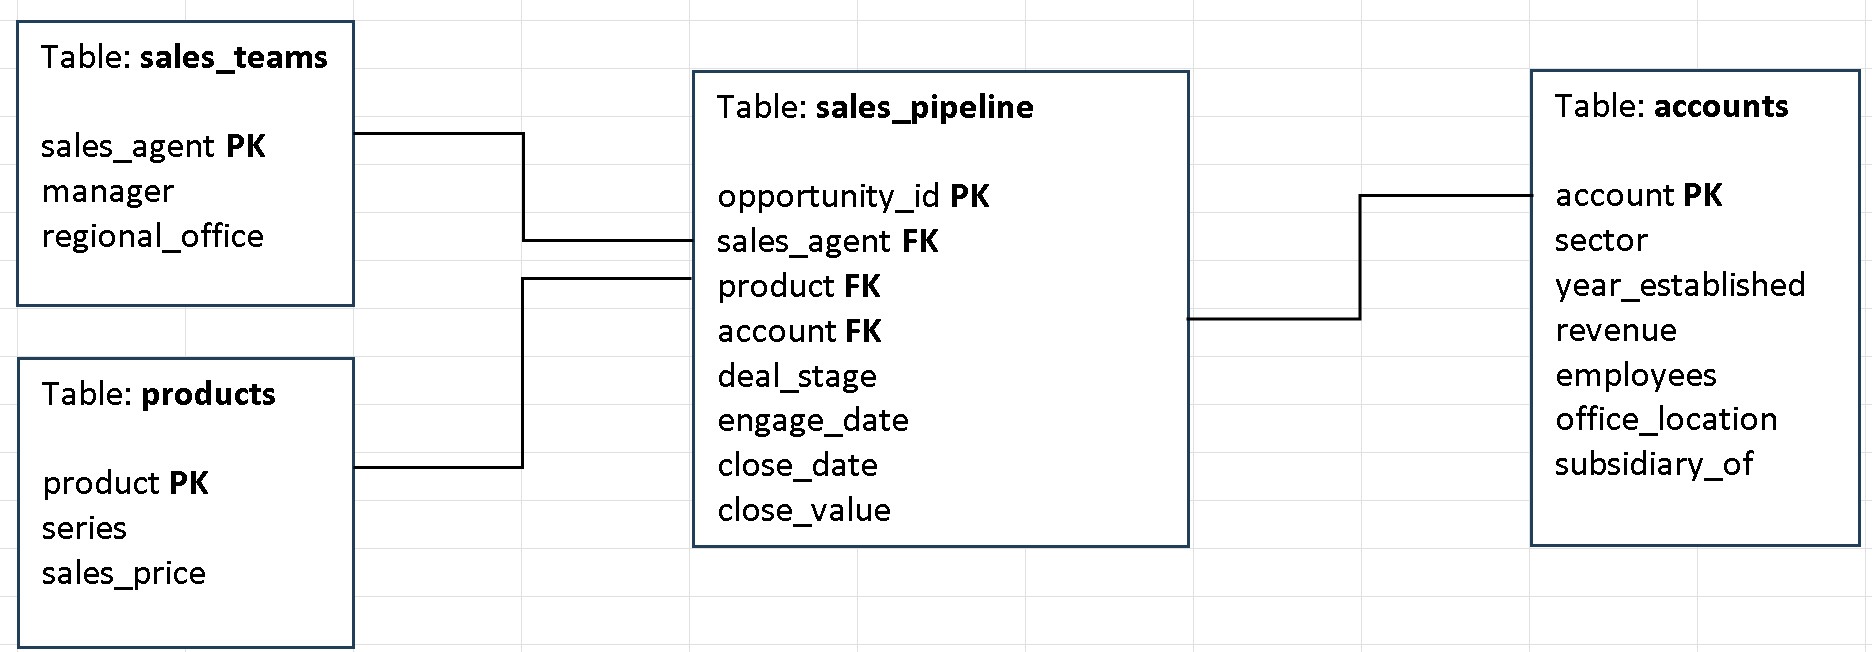 Table: sales_teams
sales_agent PK
manager
regional_office
Table: products
product PK
series
sales_price
Table: sales_pipeline
opportunity_id PK
sales_agent FK
product FK
account FK
deal_stage
engage_date
close_date
close_value
Table: accounts
account PK
sector
year_established
revenue
employees
office_location
subsidiary_of